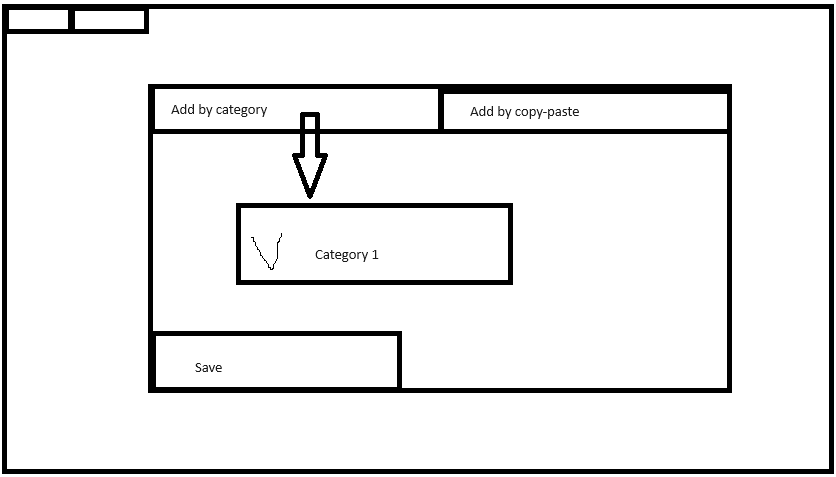 Add by category
Add by copy-paste
Category 1
Save